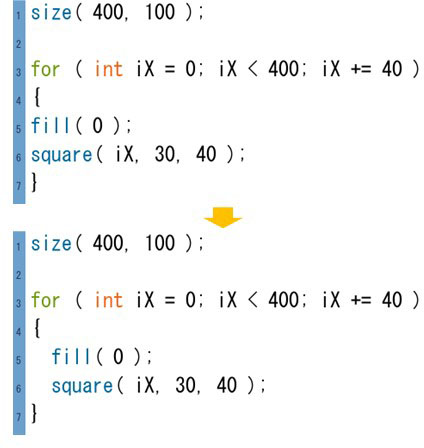 1 size( 400, 100 );
2
3 for ( int iX = 0; iX < 400; iX += 40 )
4 {
5 fill( 0 );
6 square( iX, 30, 40 );
7 }
1 size( 400, 100 );
2
3 for ( int iX = 0; iX < 400; iX += 40 )
4 {
5   fill( 0 );
6   square( iX, 30, 40 );
7 }